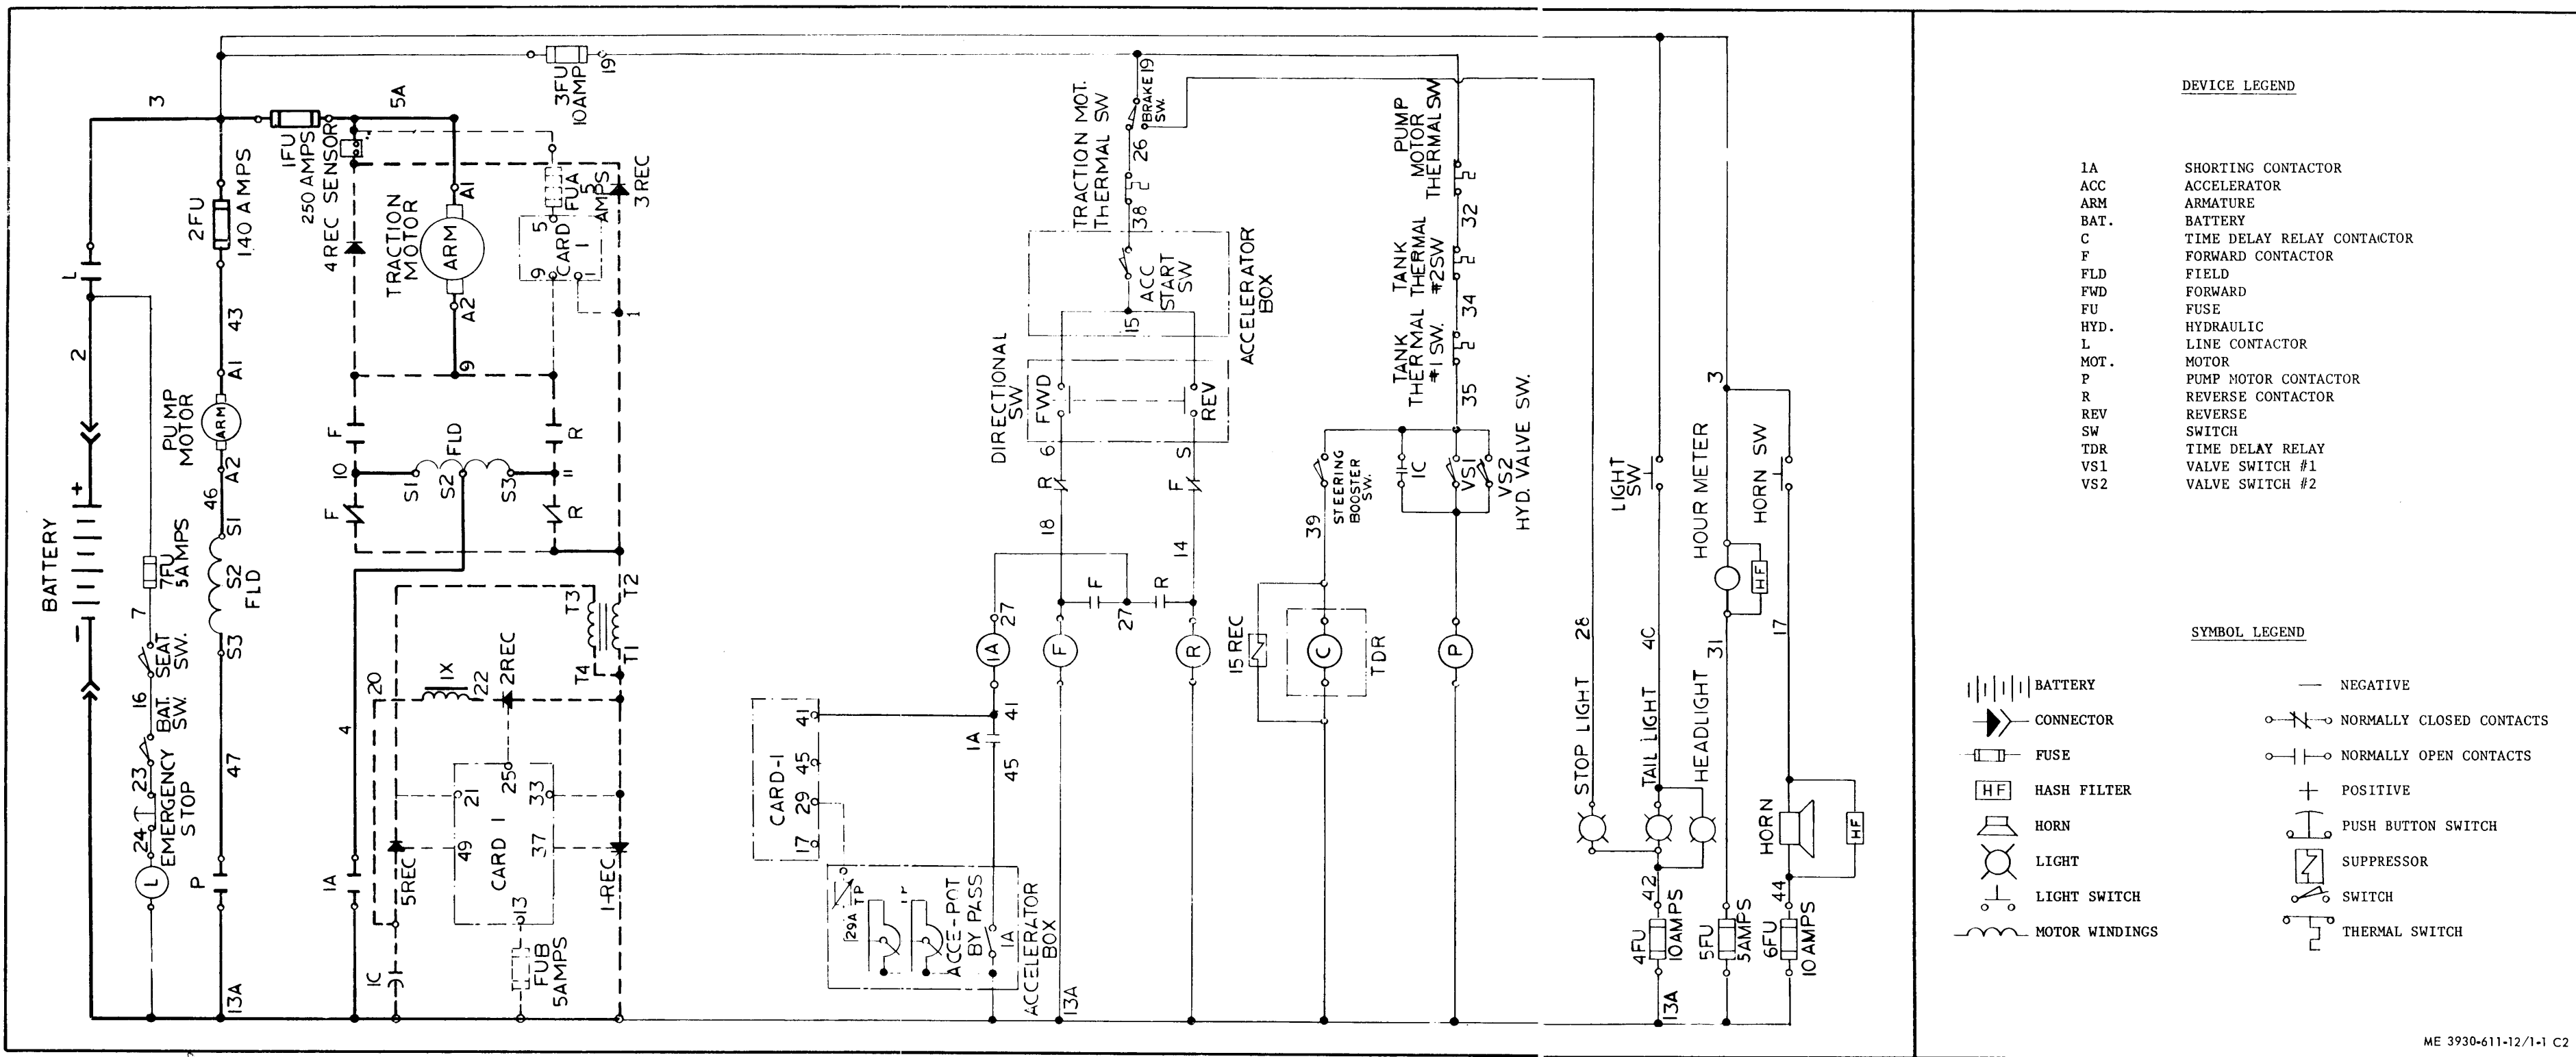 3
5A
3FU
10AMP
19
1FU
250 AMPS
2FU
140 AMPS
4REC SENSOR
TRACTION
MOTOR
ARM
A1
A2
9
CARD
1
5
9
1
FUA
5
AMPS
3REC
1
L
2
43
A1
PUMP
MOTOR
ARM
A2
46
S1
S2
FLD
S3
BATTERY
+
−
7FU
5AMPS
7
SEAT
SW.
16
BAT.
SW.
23
24
EMERGENCY
STOP
L
P
47
13A
F
R
10
FLD
S1
S2
S3
11
F
R
4
1A
20
1X
22
2REC
T3
T4
T2
T1
5REC
21
25
33
49
37
CARD 1
13
1-REC
1C
FUB
5AMPS
TRACTION MOT.
THERMAL SW
BRAKE
SW.
19
26
38
ACC
START
SW
15
ACCELERATOR
BOX
DIRECTIONAL
SW
FWD
REV
6
S
R
F
18
14
F
R
27
27
1A
F
R
41
1A
45
CARD-1
41
45
29
17
29A
TP
ACCE-POT
BY PASS
1A
ACCELERATOR
BOX
13A
PUMP
MOTOR
THERMAL SW
32
TANK
THERMAL
#2SW
34
TANK
THERMAL
#1 SW.
35
STEERING
BOOSTER
SW.
1C
VS1
VS2
HYD. VALVE SW.
39
15REC
C
TDR
P
LIGHT
SW
3
HOUR METER
HORN SW
HF
28
4C
31
17
STOP LIGHT
TAIL LIGHT
HEADLIGHT
HORN
HF
42
44
4FU
10AMPS
5FU
5AMPS
6FU
10 AMPS
13A
DEVICE LEGEND
1A SHORTING CONTACTOR
ACC ACCELERATOR
ARM ARMATURE
BAT. BATTERY
C TIME DELAY RELAY CONTACTOR
F FORWARD CONTACTOR
FLD FIELD
FWD FORWARD
FU FUSE
HYD. HYDRAULIC
L LINE CONTACTOR
MOT. MOTOR
P PUMP MOTOR CONTACTOR
R REVERSE CONTACTOR
REV REVERSE
SW SWITCH
TDR TIME DELAY RELAY
VS1 VALVE SWITCH #1
VS2 VALVE SWITCH #2
SYMBOL LEGEND
BATTERY
CONNECTOR
FUSE
HF HASH FILTER
HORN
LIGHT
LIGHT SWITCH
MOTOR WINDINGS
NEGATIVE
NORMALLY CLOSED CONTACTS
NORMALLY OPEN CONTACTS
POSITIVE
PUSH BUTTON SWITCH
SUPPRESSOR
SWITCH
THERMAL SWITCH
ME 3930-611-12/1-1 C2